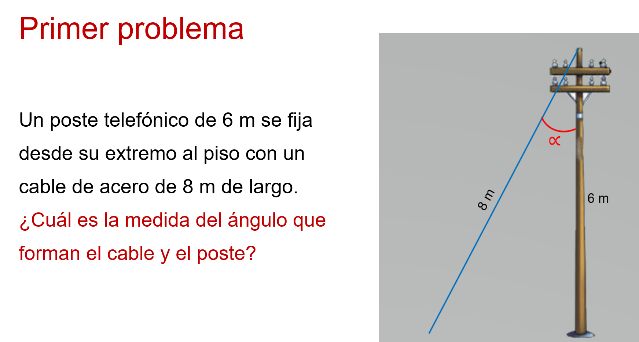 Primer problema
Un poste telefónico de 6 m se fija
desde su extremo al piso con un
cable de acero de 8 m de largo.
¿Cuál es la medida del ángulo que
forman el cable y el poste?
∝
8 m
6 m